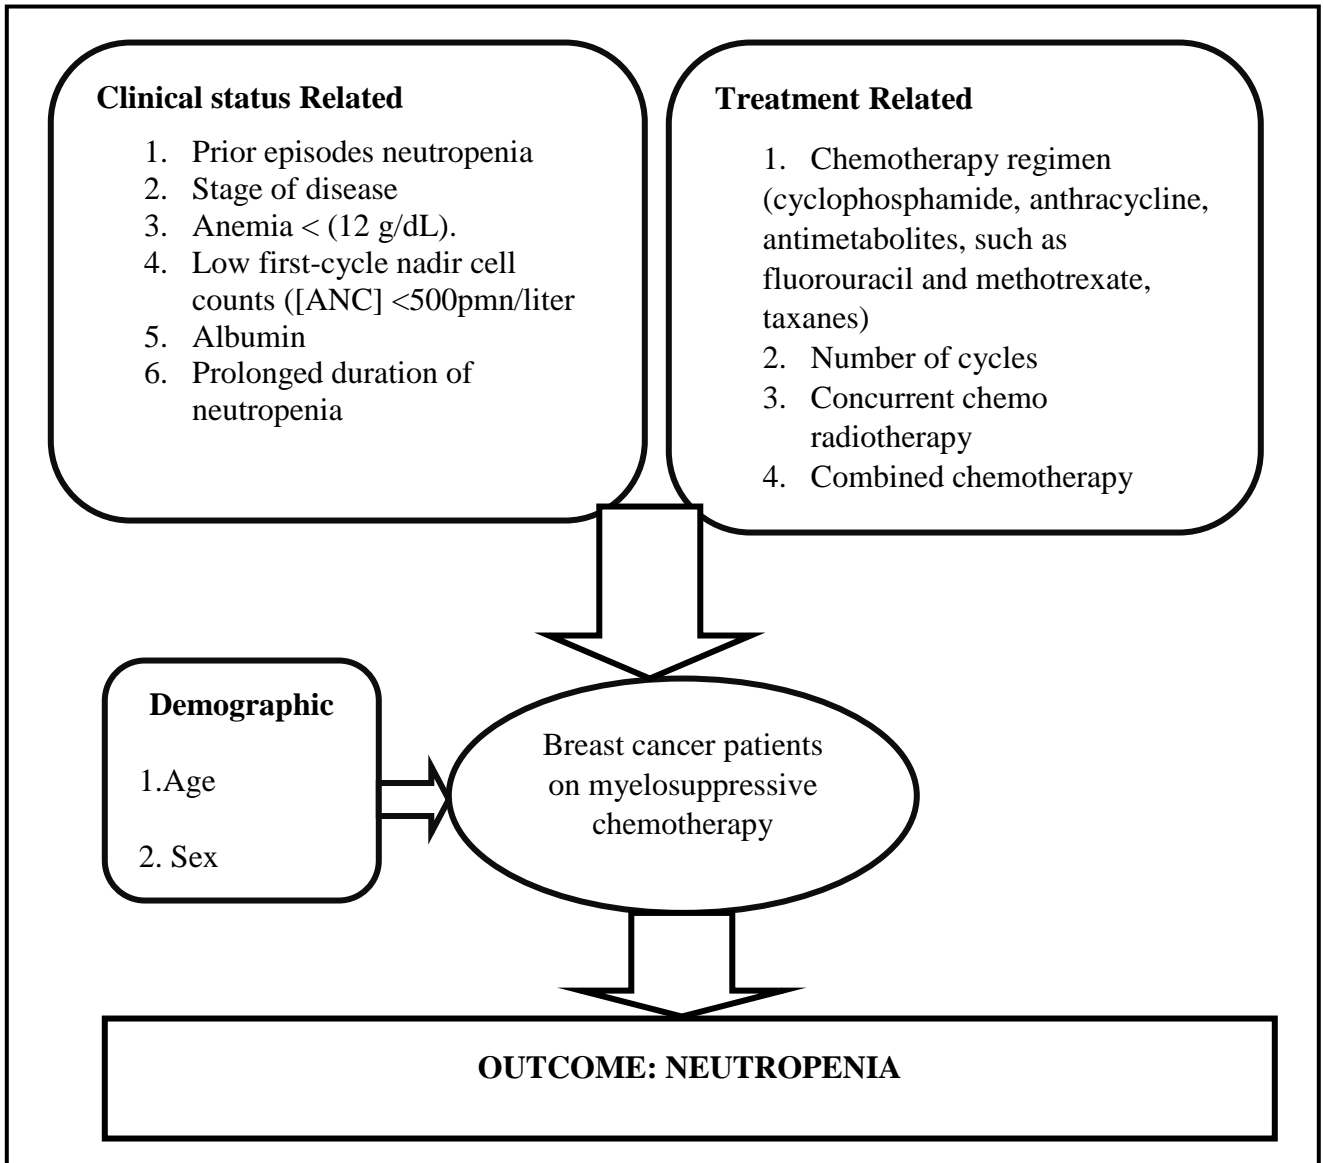 Clinical status Related
1. Prior episodes neutropenia
2. Stage of disease
3. Anemia < (12 g/dL).
4. Low first-cycle nadir cell
counts ([ANC] <500pmn/liter
5. Albumin
6. Prolonged duration of
neutropenia
Treatment Related
1. Chemotherapy regimen
(cyclophosphamide, anthracycline,
antimetabolites, such as
fluorouracil and methotrexate,
taxanes)
2. Number of cycles
3. Concurrent chemo
radiotherapy
4. Combined chemotherapy
Demographic
1.Age
2. Sex
Breast cancer patients
on myelosuppressive
chemotherapy
OUTCOME: NEUTROPENIA